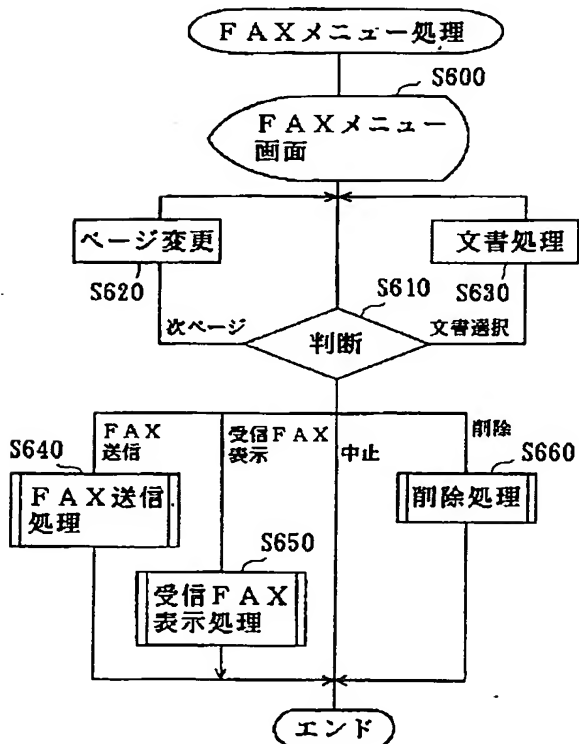 FAXメニュー処理
S600
FAXメニュー
画面
ページ変更
文書処理
S620
S610
S630
次ページ
文書選択
判断
FAX
送信
受信FAX
表示
中止
削除
S640
S660
FAX送信
処理
削除処理
S650
受信FAX
表示処理
エンド